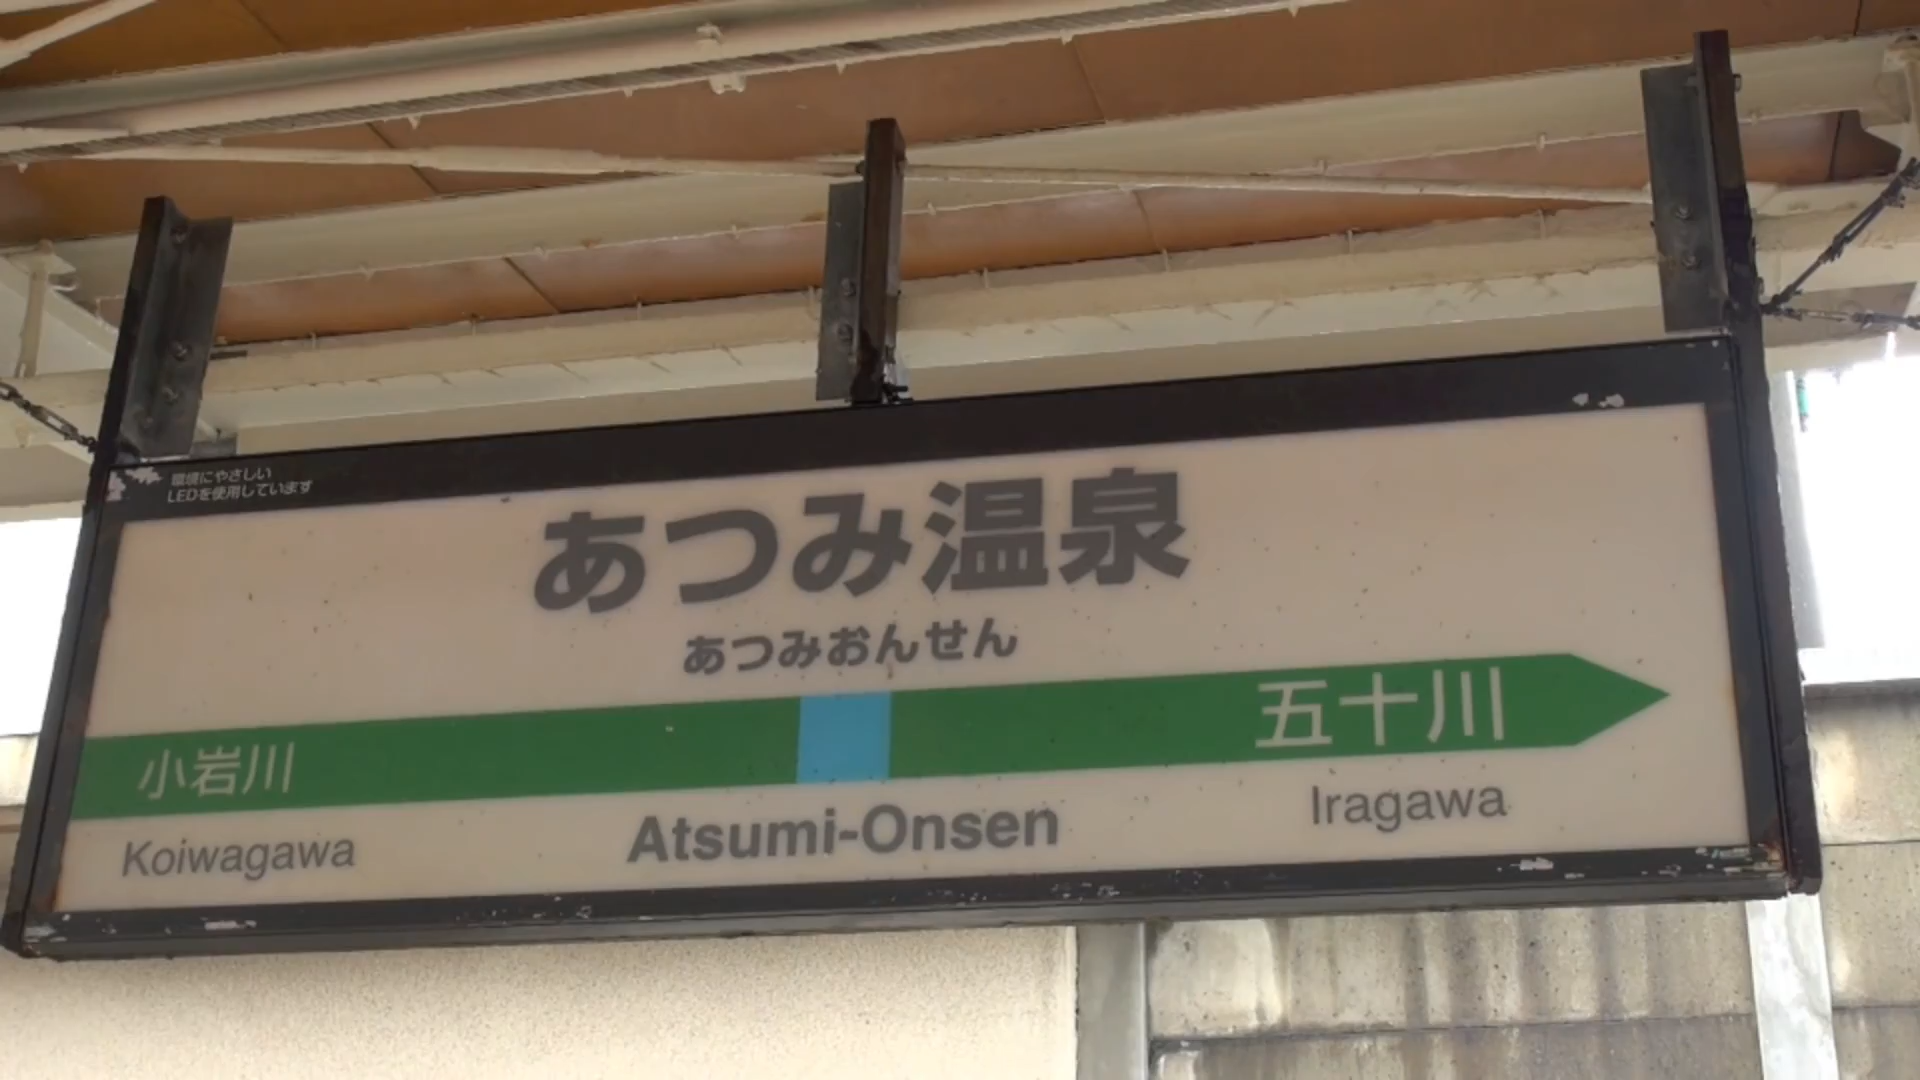 環境にやさしい
LEDを使用しています
あつみ温泉
あつみおんせん
小岩川
五十川
Koiwagawa
Atsumi-Onsen
Iragawa